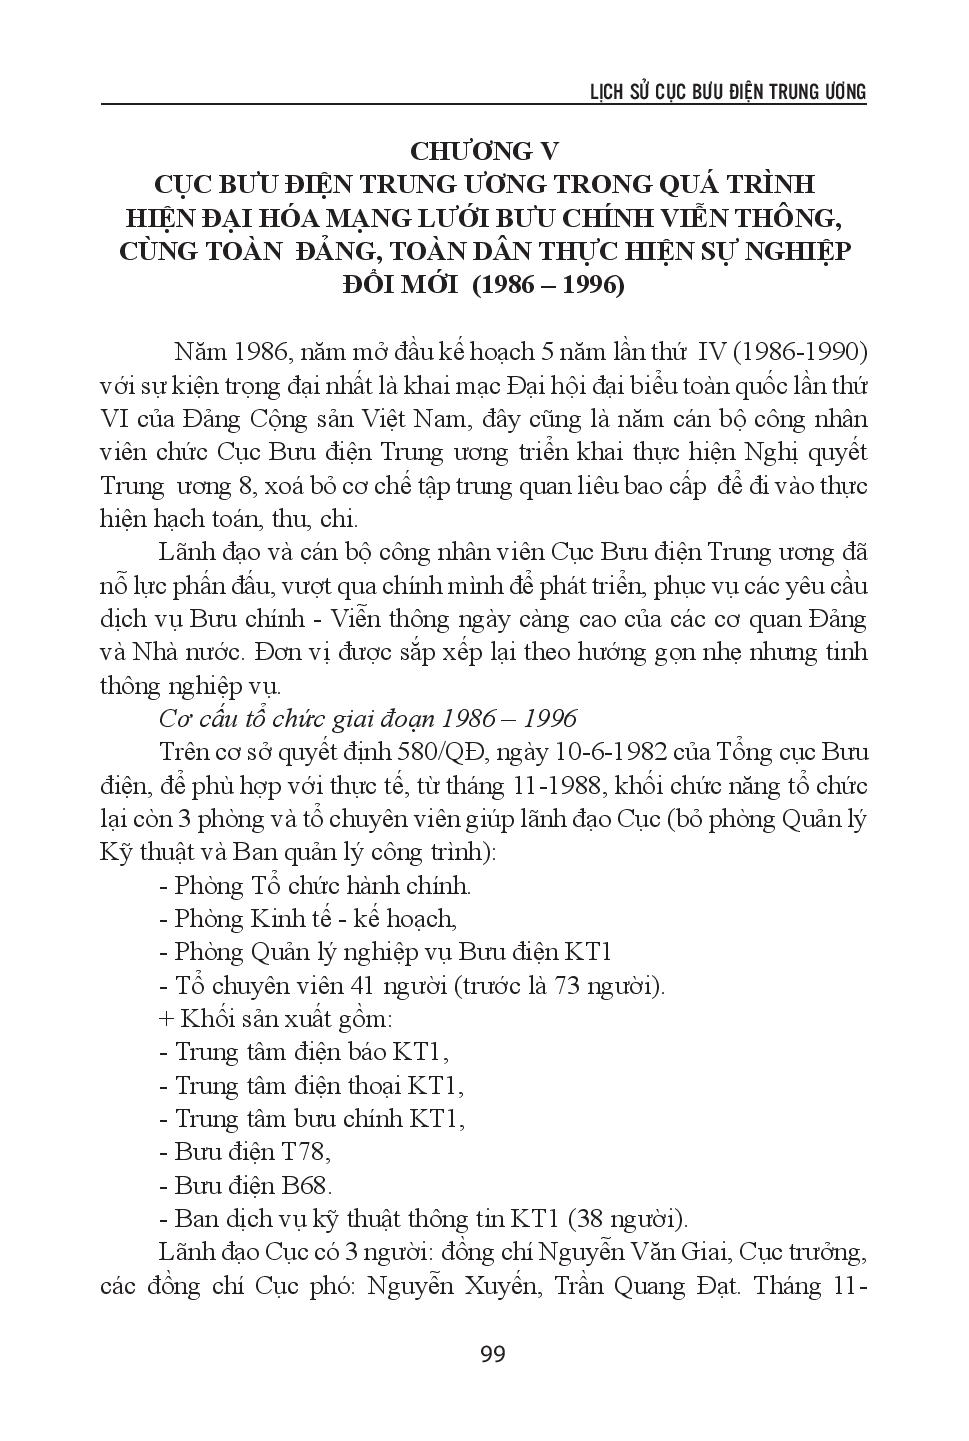 LỊCH SỬ CỤC BƯU ĐIỆN TRUNG ƯƠNG
CHƯƠNG V
CỤC BƯU ĐIỆN TRUNG ƯƠNG TRONG QUÁ TRÌNH
HIỆN ĐẠI HÓA MẠNG LƯỚI BƯU CHÍNH VIỄN THÔNG,
CÙNG TOÀN ĐẢNG, TOÀN DÂN THỰC HIỆN SỰ NGHIỆP
ĐỔI MỚI (1986 – 1996)
Năm 1986, năm mở đầu kế hoạch 5 năm lần thứ IV (1986-1990)
với sự kiện trọng đại nhất là khai mạc Đại hội đại biểu toàn quốc lần thứ
VI của Đảng Cộng sản Việt Nam, đây cũng là năm cán bộ công nhân
viên chức Cục Bưu điện Trung ương triển khai thực hiện Nghị quyết
Trung ương 8, xoá bỏ cơ chế tập trung quan liêu bao cấp để đi vào thực
hiện hạch toán, thu, chi.
Lãnh đạo và cán bộ công nhân viên Cục Bưu điện Trung ương đã
nỗ lực phấn đấu, vượt qua chính mình để phát triển, phục vụ các yêu cầu
dịch vụ Bưu chính - Viễn thông ngày càng cao của các cơ quan Đảng
và Nhà nước. Đơn vị được sắp xếp lại theo hướng gọn nhẹ nhưng tinh
thông nghiệp vụ.
Cơ cấu tổ chức giai đoạn 1986 – 1996
Trên cơ sở quyết định 580/QĐ, ngày 10-6-1982 của Tổng cục Bưu
điện, để phù hợp với thực tế, từ tháng 11-1988, khối chức năng tổ chức
lại còn 3 phòng và tổ chuyên viên giúp lãnh đạo Cục (bỏ phòng Quản lý
Kỹ thuật và Ban quản lý công trình):
- Phòng Tổ chức hành chính.
- Phòng Kinh tế - kế hoạch,
- Phòng Quản lý nghiệp vụ Bưu điện KT1
- Tổ chuyên viên 41 người (trước là 73 người).
+ Khối sản xuất gồm:
- Trung tâm điện báo KT1,
- Trung tâm điện thoại KT1,
- Trung tâm bưu chính KT1,
- Bưu điện T78,
- Bưu điện B68.
- Ban dịch vụ kỹ thuật thông tin KT1 (38 người).
Lãnh đạo Cục có 3 người: đồng chí Nguyễn Văn Giai, Cục trưởng,
các đồng chí Cục phó: Nguyễn Xuyến, Trần Quang Đạt. Tháng 11-
99